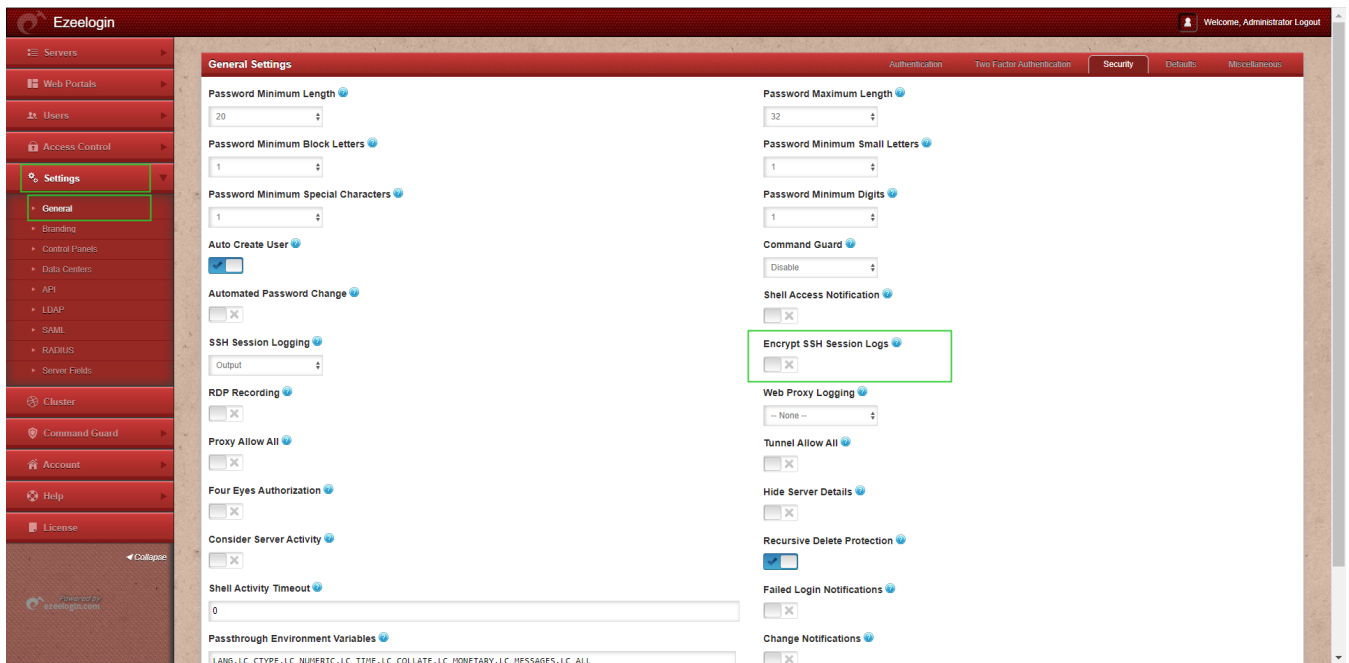 Ezeelogin
Welcome, Administrator Logout
Servers
Web Portals
Users
Access Control
Settings
General
Branding
Control Panels
Data Centers
API
LDAP
SAML
RADIUS
Server Fields
Cluster
Command Guard
Account
Help
License
Collapse
Powered by
ezeelogin.com
General Settings
Authentication Two Factor Authentication Security Defaults Miscellaneous
Password Minimum Length Password Maximum Length
20 32
Password Minimum Block Letters Password Minimum Small Letters
1 1
Password Minimum Special Characters Password Minimum Digits
1 1
Auto Create User Command Guard
Disable
Automated Password Change Shell Access Notification
SSH Session Logging Encrypt SSH Session Logs
Output
RDP Recording Web Proxy Logging
-- None --
Proxy Allow All Tunnel Allow All
Four Eyes Authorization Hide Server Details
Consider Server Activity Recursive Delete Protection
Shell Activity Timeout Failed Login Notifications
0
Passthrough Environment Variables Change Notifications
LANG,LC_CTYPE,LC_NUMERIC,LC_TIME,LC_COLLATE,LC_MONETARY,LC_MESSAGES,LC_ALL